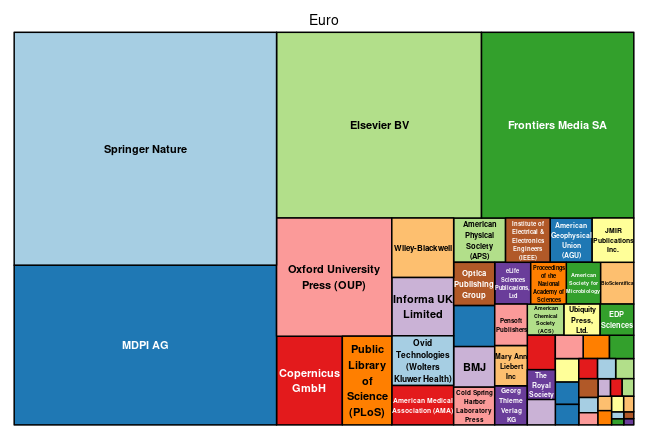 Euro
Springer Nature
MDPI AG
Elsevier BV
Frontiers Media SA
Oxford University
Press (OUP)
Copernicus
GmbH
Public
Library
of
Science
(PLoS)
Wiley-Blackwell
Informa UK
Limited
Ovid
Technologies
(Wolters
Kluwer Health)
American Medical
Association (AMA)
American
Physical
Society
(APS)
Institute of
Electrical &
Electronics
Engineers
(IEEE)
American
Geophysical
Union
(AGU)
JMIR
Publications
Inc.
Optica
Publishing
Group
BMJ
Cold Spring
Harbor
Laboratory
Press
eLife
Sciences
Publications,
Ltd
Proceedings
of the
National
Academy of
Sciences
American
Society for
Microbiology
BioScientifica
Pensoft
Publishers
Mary Ann
Liebert
Inc
Georg
Thieme
Verlag
KG
American
Chemical
Society
(ACS)
Ubiquity
Press,
Ltd.
EDP
Sciences
The
Royal
Society